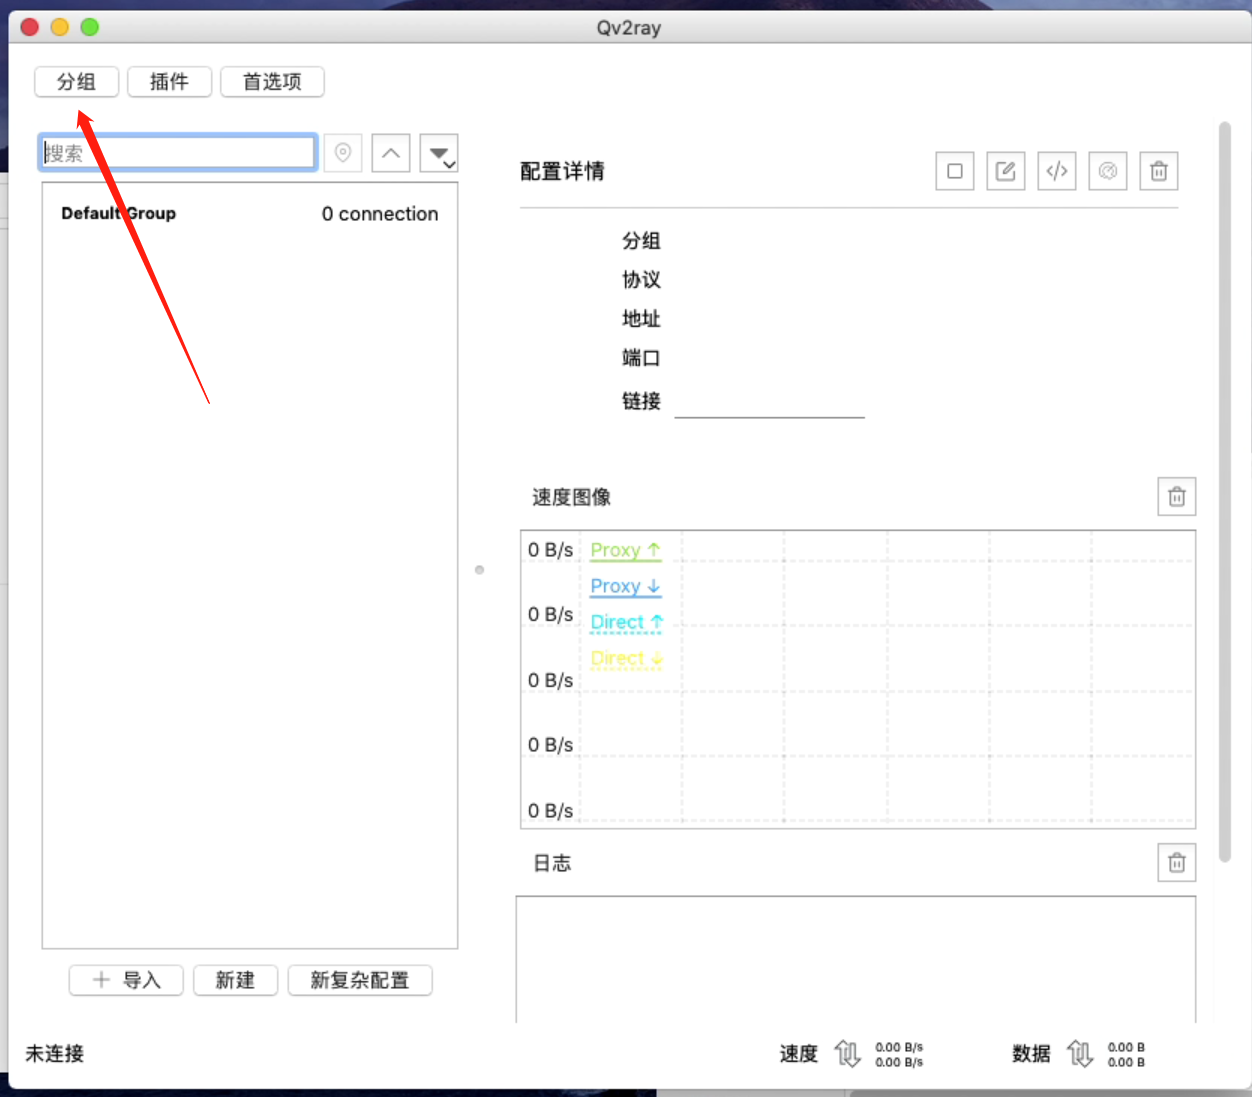 Qv2ray
分组 插件 首选项
搜索
Default Group 0 connection
配置详情
分组
协议
地址
端口
链接
速度图像
0 B/s Proxy ↑
Proxy ↓
0 B/s Direct ↑
Direct ↓
0 B/s
0 B/s
0 B/s
日志
+ 导入 新建 新复杂配置
未连接 速度 0.00 B/s 数据 0.00 B
0.00 B/s 0.00 B